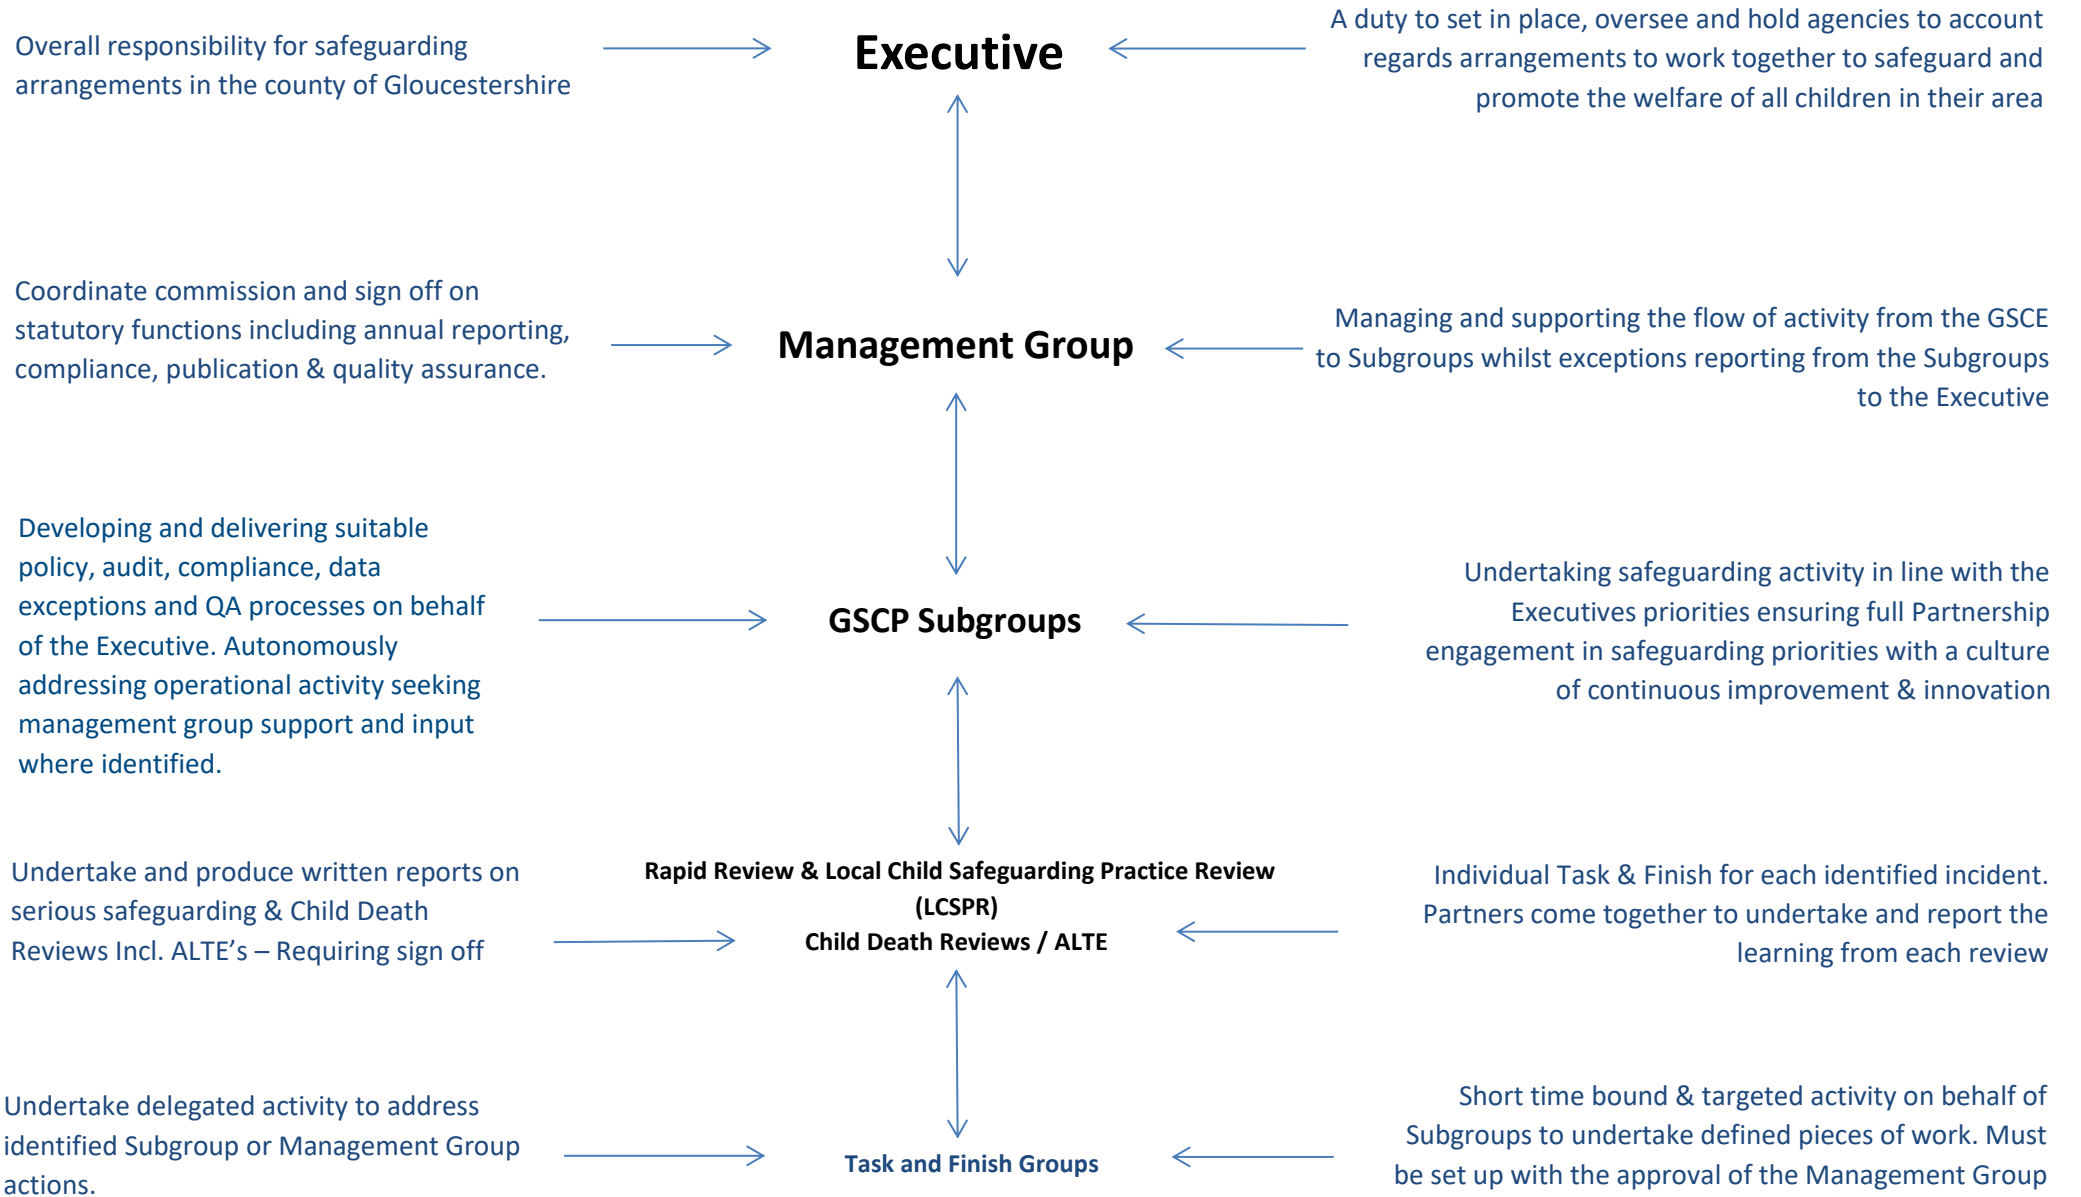 Overall responsibility for safeguarding
arrangements in the county of Gloucestershire
Executive
A duty to set in place, oversee and hold agencies to account
regards arrangements to work together to safeguard and
promote the welfare of all children in their area
Coordinate commission and sign off on
statutory functions including annual reporting,
compliance, publication & quality assurance.
Management Group
Managing and supporting the flow of activity from the GSCE
to Subgroups whilst exceptions reporting from the Subgroups
to the Executive
Developing and delivering suitable
policy, audit, compliance, data
exceptions and QA processes on behalf
of the Executive. Autonomously
addressing operational activity seeking
management group support and input
where identified.
GSCP Subgroups
Undertaking safeguarding activity in line with the
Executives priorities ensuring full Partnership
engagement in safeguarding priorities with a culture
of continuous improvement & innovation
Undertake and produce written reports on
serious safeguarding & Child Death
Reviews Incl. ALTE’s – Requiring sign off
Rapid Review & Local Child Safeguarding Practice Review
(LCSPR)
Child Death Reviews / ALTE
Individual Task & Finish for each identified incident.
Partners come together to undertake and report the
learning from each review
Undertake delegated activity to address
identified Subgroup or Management Group
actions.
Task and Finish Groups
Short time bound & targeted activity on behalf of
Subgroups to undertake defined pieces of work. Must
be set up with the approval of the Management Group